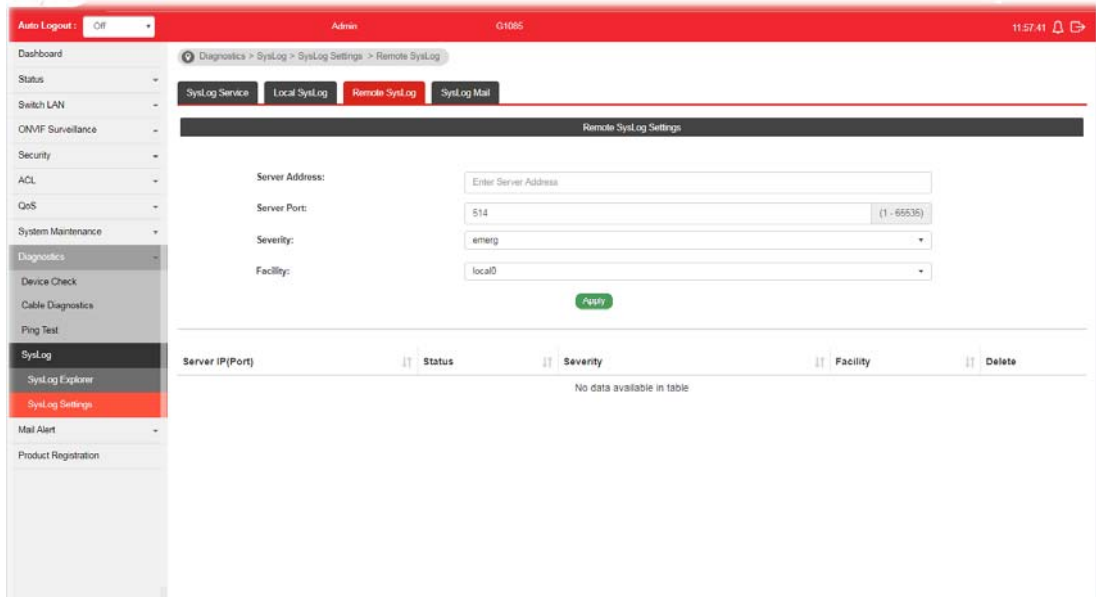 Auto Logout : Off Admin G1085 11:57:41
Dashboard
Status
Switch LAN
ONVIF Surveillance
Security
ACL
QoS
System Maintenance
Diagnostics
Device Check
Cable Diagnostics
Ping Test
SysLog
SysLog Explorer
SysLog Settings
Mail Alert
Product Registration
Diagnostics > SysLog > SysLog Settings > Remote SysLog
SysLog Service Local SysLog Remote SysLog SysLog Mail
Remote SysLog Settings
Server Address: Enter Server Address
Server Port: 514 (1 - 65535)
Severity: emerg
Facility: local0
Apply
Server IP(Port) Status Severity Facility Delete
No data available in table